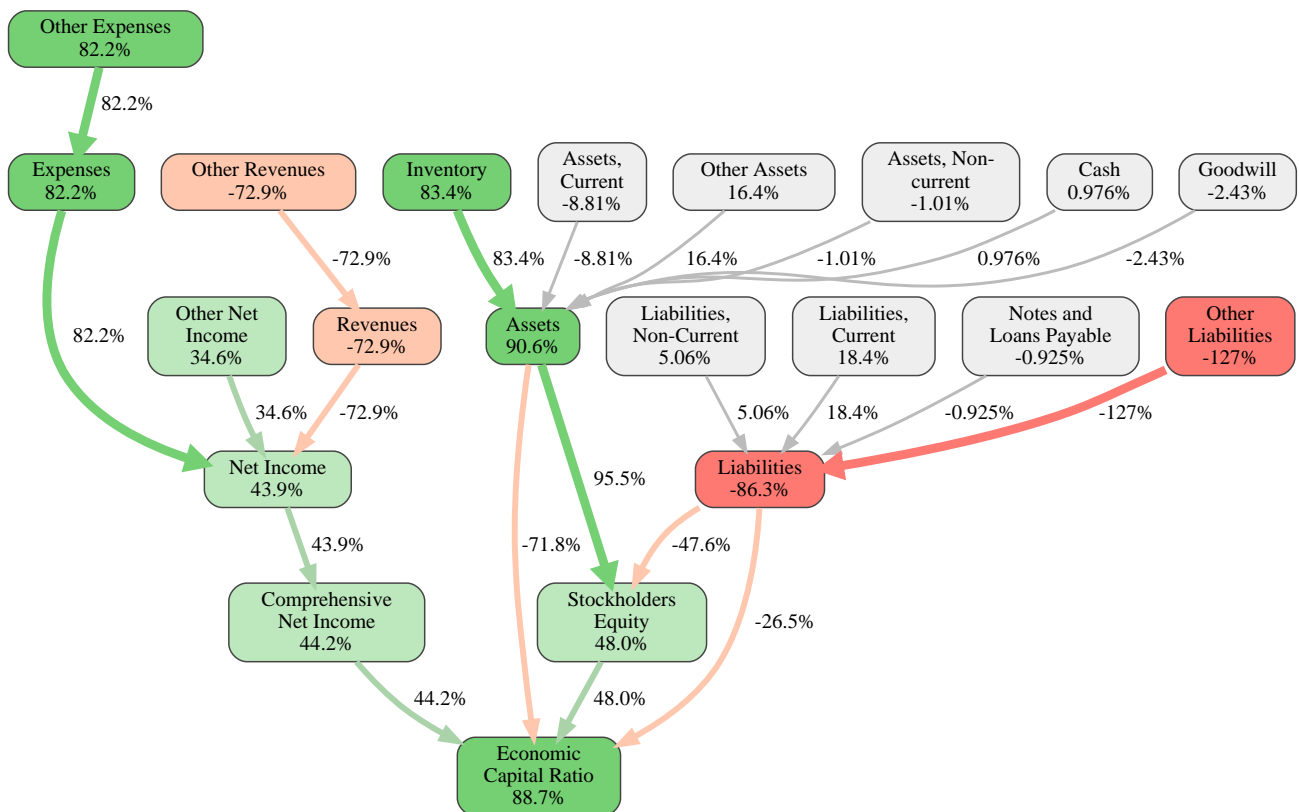 Other Expenses
82.2%
82.2%
Expenses
82.2%
Other Revenues
-72.9%
Inventory
83.4%
Assets,
Current
-8.81%
Other Assets
16.4%
Assets, Non-
current
-1.01%
Cash
0.976%
Goodwill
-2.43%
-72.9%
83.4%
-8.81%
16.4%
-1.01%
0.976%
-2.43%
82.2%
Other Net
Income
34.6%
Revenues
-72.9%
Assets
90.6%
Liabilities,
Non-Current
5.06%
Liabilities,
Current
18.4%
Notes and
Loans Payable
-0.925%
Other
Liabilities
-127%
34.6%
-72.9%
5.06%
18.4%
-0.925%
-127%
Net Income
43.9%
95.5%
Liabilities
-86.3%
43.9%
-71.8%
-47.6%
Comprehensive
Net Income
44.2%
Stockholders
Equity
48.0%
-26.5%
44.2%
48.0%
Economic
Capital Ratio
88.7%